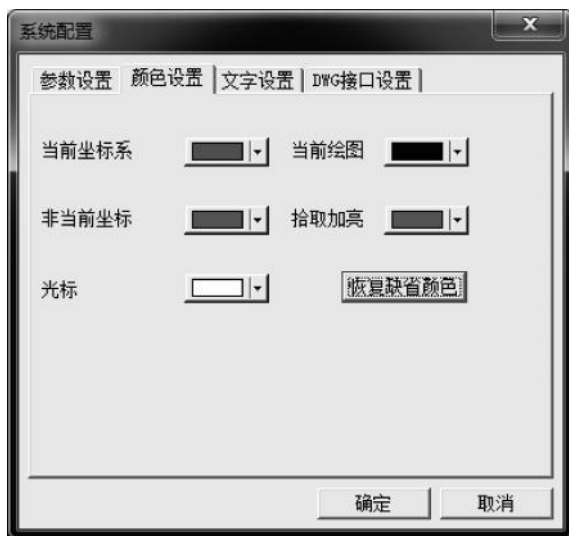 系统配置
参数设置 颜色设置 文字设置 DWG接口设置
当前坐标系 当前绘图
非当前坐标 拾取加亮
光标 恢复缺省颜色
确定 取消